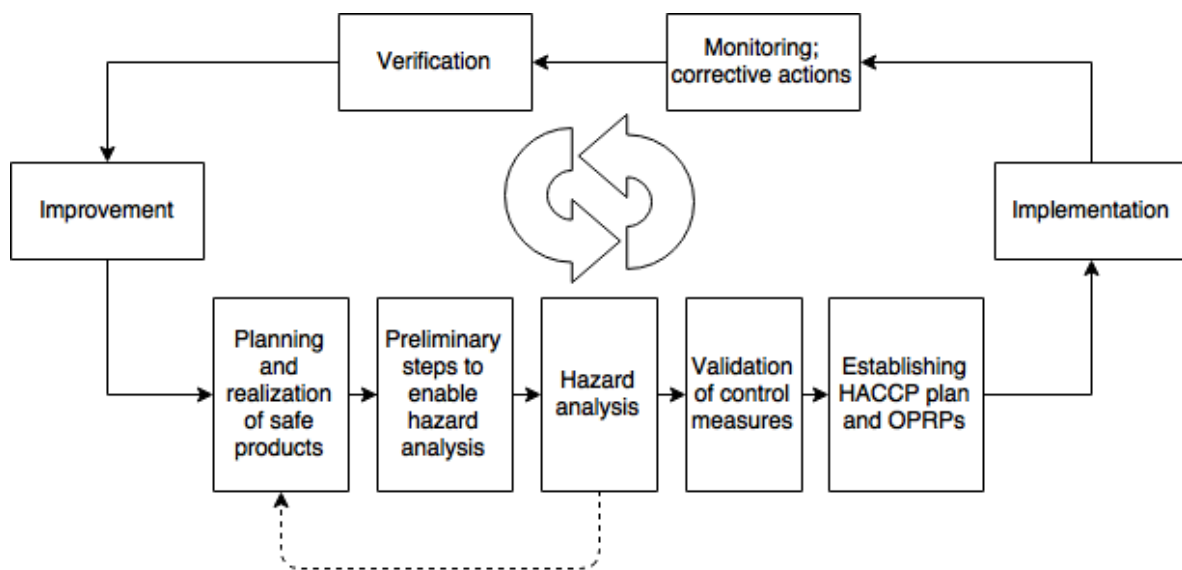 Verification
Monitoring;
corrective actions
Improvement
Implementation
Planning
and
realization
of safe
products
Preliminary
steps to
enable
hazard
analysis
Hazard
analysis
Validation
of control
measures
Establishing
HACCP plan
and OPRPs